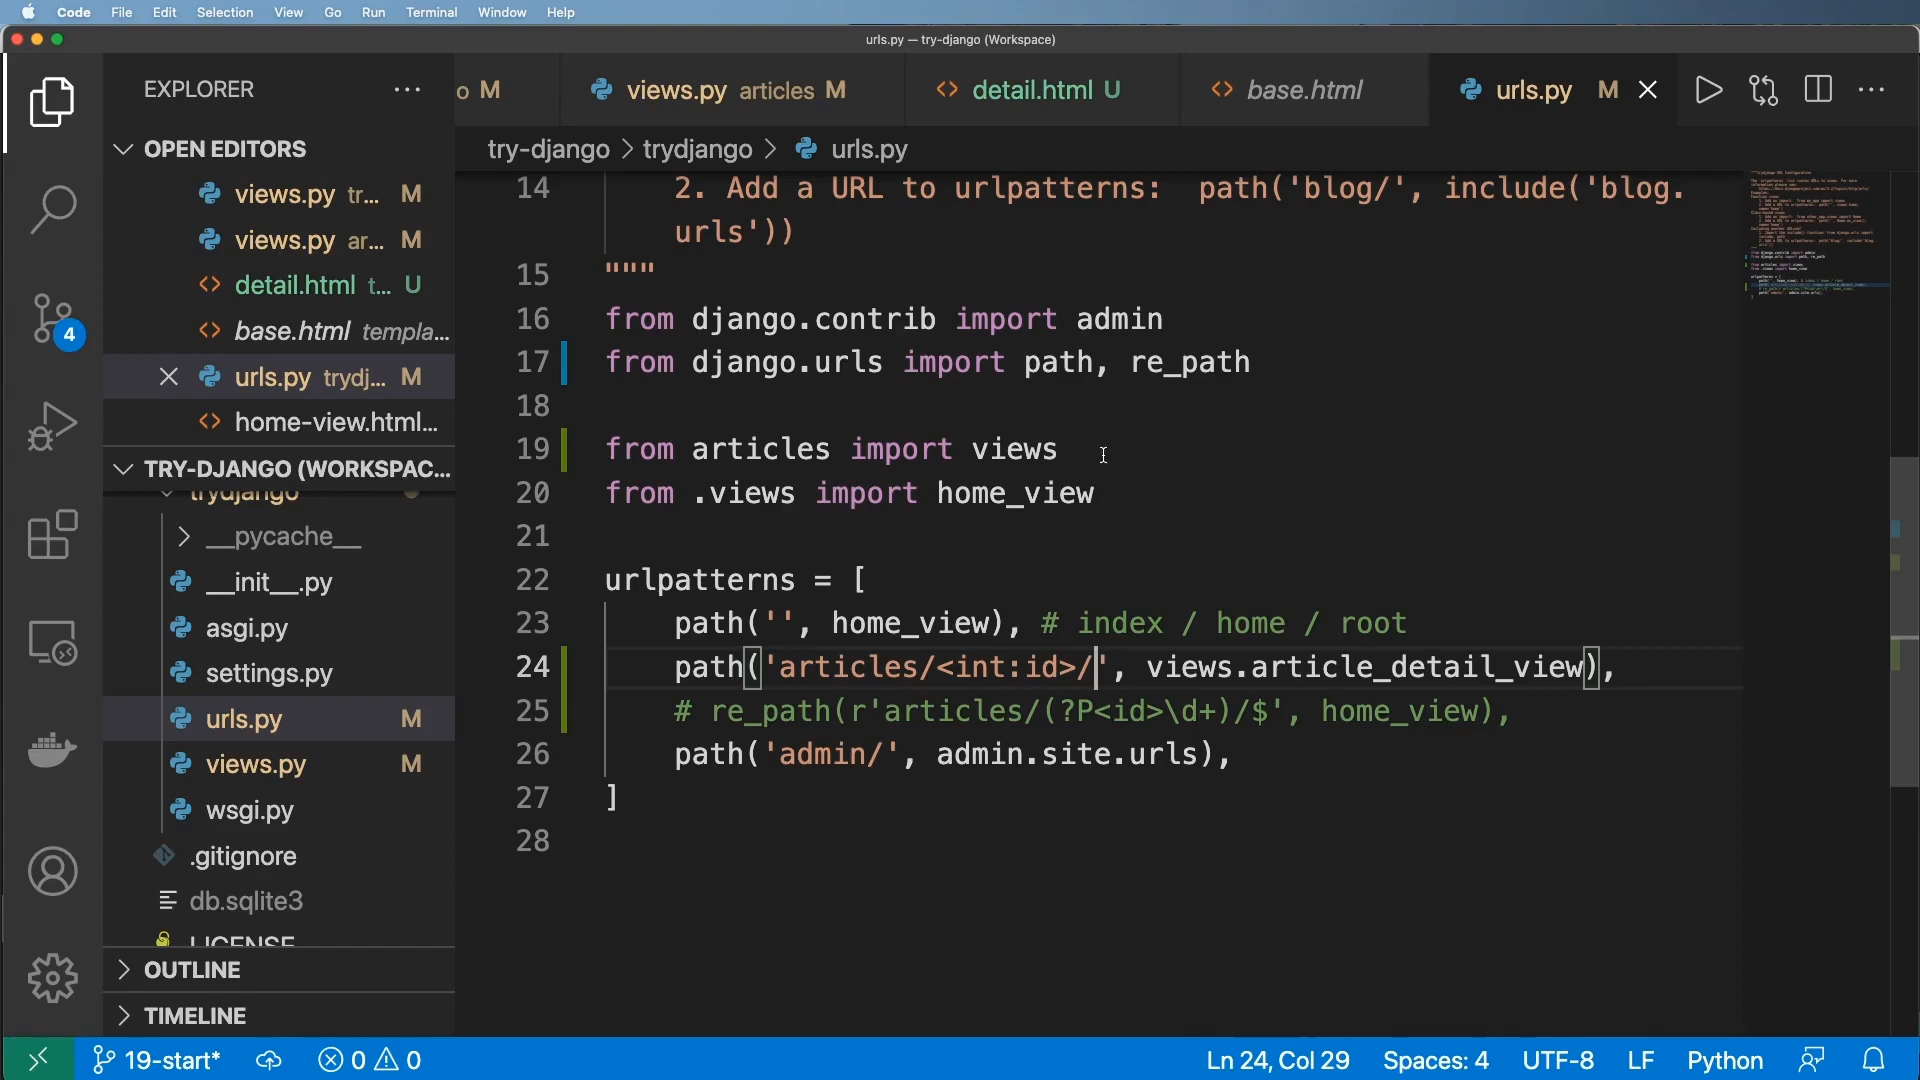 Code File Edit Selection View Go Run Terminal Window Help
urls.py — try-django (Workspace)
EXPLORER
o M
views.py articles M
detail.html U
base.html
urls.py M
OPEN EDITORS
views.py tr... M
views.py ar... M
detail.html t... U
base.html templa...
urls.py trydj... M
home-view.html...
TRY-DJANGO (WORKSPAC...
trydjango
__pycache__
__init__.py
asgi.py
settings.py
urls.py M
views.py M
wsgi.py
.gitignore
db.sqlite3
LICENSE
OUTLINE
TIMELINE
4
try-django > trydjango > urls.py
14 2. Add a URL to urlpatterns:  path('blog/', include('blog.
urls'))
15 """
16 from django.contrib import admin
17 from django.urls import path, re_path
18
19 from articles import views
20 from .views import home_view
21
22 urlpatterns = [
23 path('', home_view), # index / home / root
24 path('articles/<int:id>/', views.article_detail_view),
25 # re_path(r'articles/(?P<id>\d+)/$', home_view),
26 path('admin/', admin.site.urls),
27 ]
28
19-start* 0 0 Ln 24, Col 29 Spaces: 4 UTF-8 LF Python